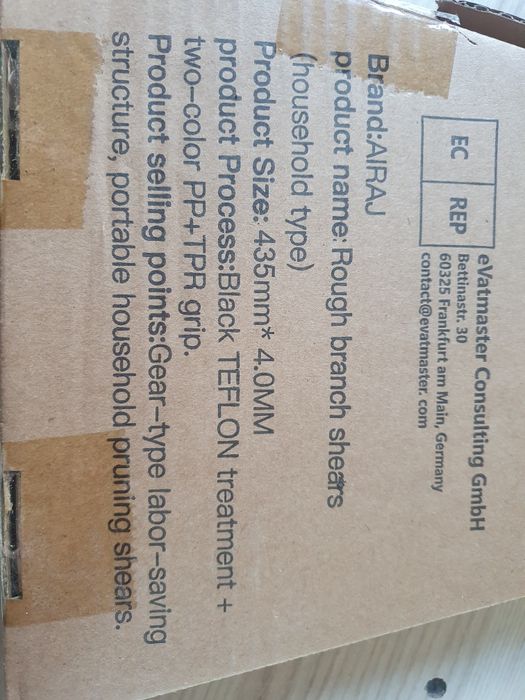 EC REP
eVatmaster Consulting GmbH
Bettinastr. 30
60325 Frankfurt am Main, Germany
contact@evatmaster. com
Brand:AIRAJ
product name: Rough branch shears
(household type)
Product Size: 435mm* 4.0MM
product Process:Black TEFLON treatment +
two-color PP+TPR grip.
Product selling points:Gear-type labor-saving
structure, portable household pruning shears.